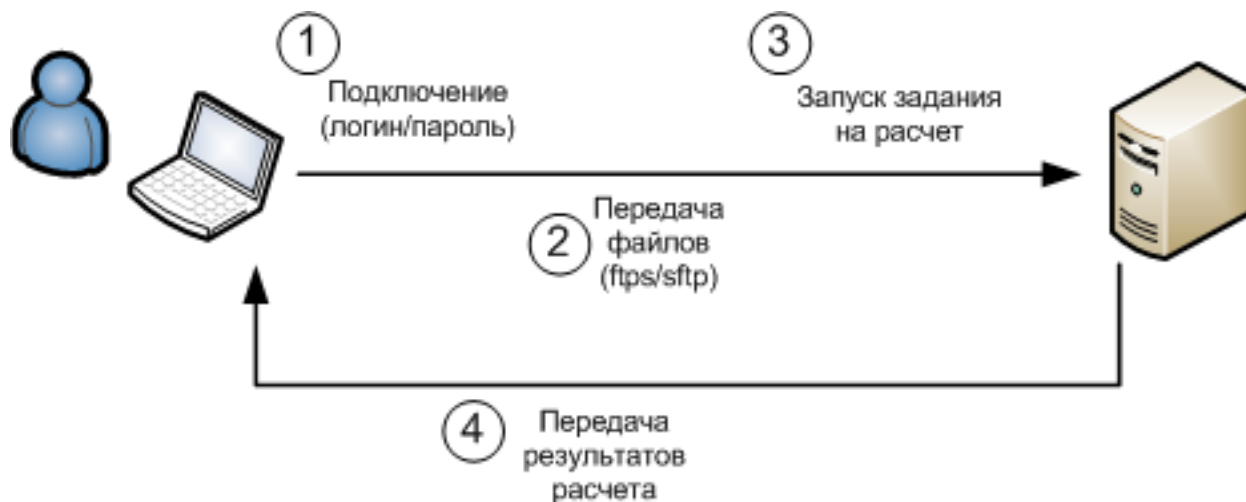 1
Подключение
(логин/пароль)
2
Передача
файлов
(ftps/sftp)
3
Запуск задания
на расчет
4
Передача
результатов
расчета